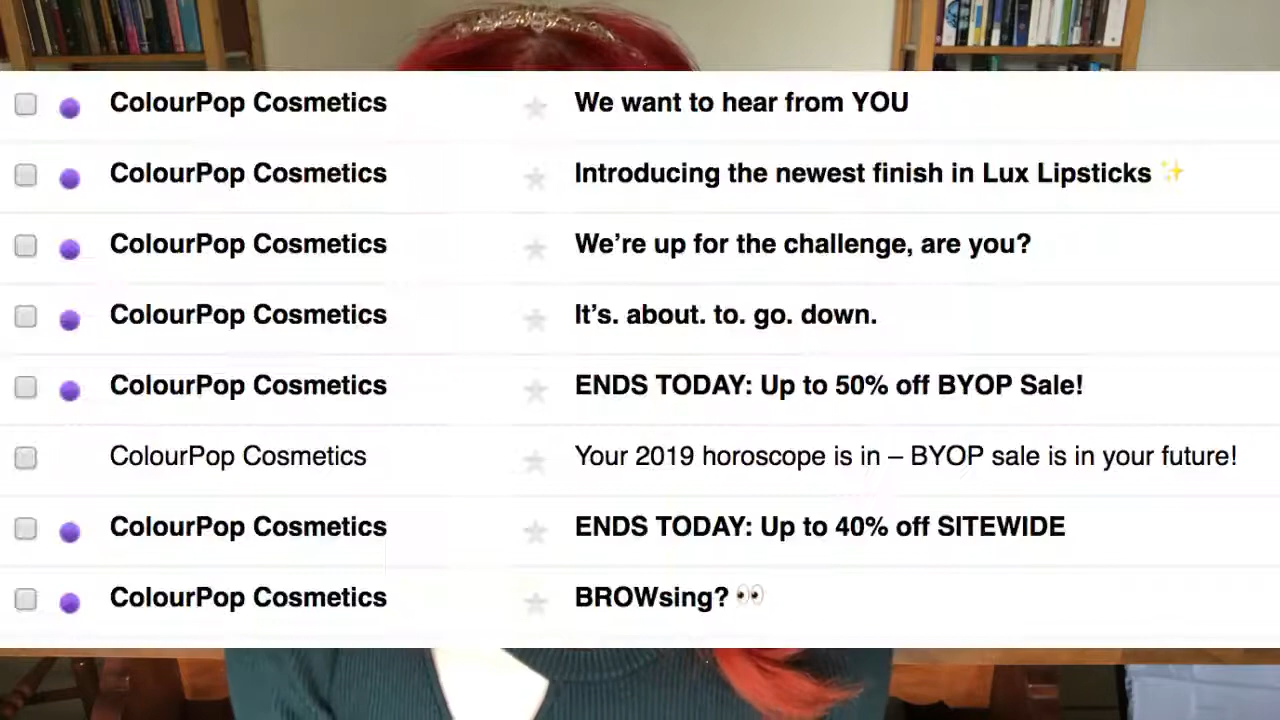 ColourPop Cosmetics We want to hear from YOU
ColourPop Cosmetics Introducing the newest finish in Lux Lipsticks ✨
ColourPop Cosmetics We’re up for the challenge, are you?
ColourPop Cosmetics It’s. about. to. go. down.
ColourPop Cosmetics ENDS TODAY: Up to 50% off BYOP Sale!
ColourPop Cosmetics Your 2019 horoscope is in – BYOP sale is in your future!
ColourPop Cosmetics ENDS TODAY: Up to 40% off SITEWIDE
ColourPop Cosmetics BROWsing? 👀